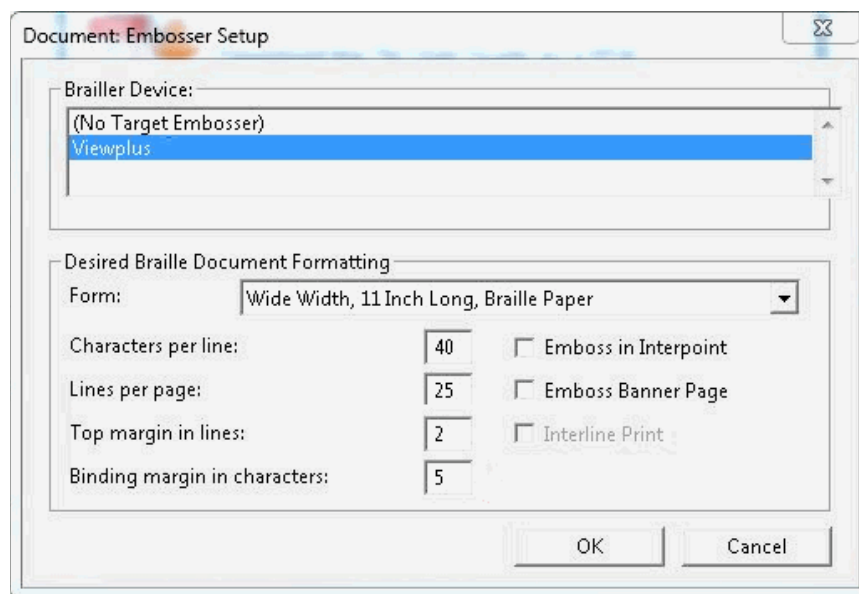 Document: Embosser Setup
Brailler Device:
(No Target Embosser)
Viewplus
Desired Braille Document Formatting
Form: Wide Width, 11 Inch Long, Braille Paper
Characters per line: 40 Emboss in Interpoint
Lines per page: 25 Emboss Banner Page
Top margin in lines: 2 Interline Print
Binding margin in characters: 5
OK Cancel